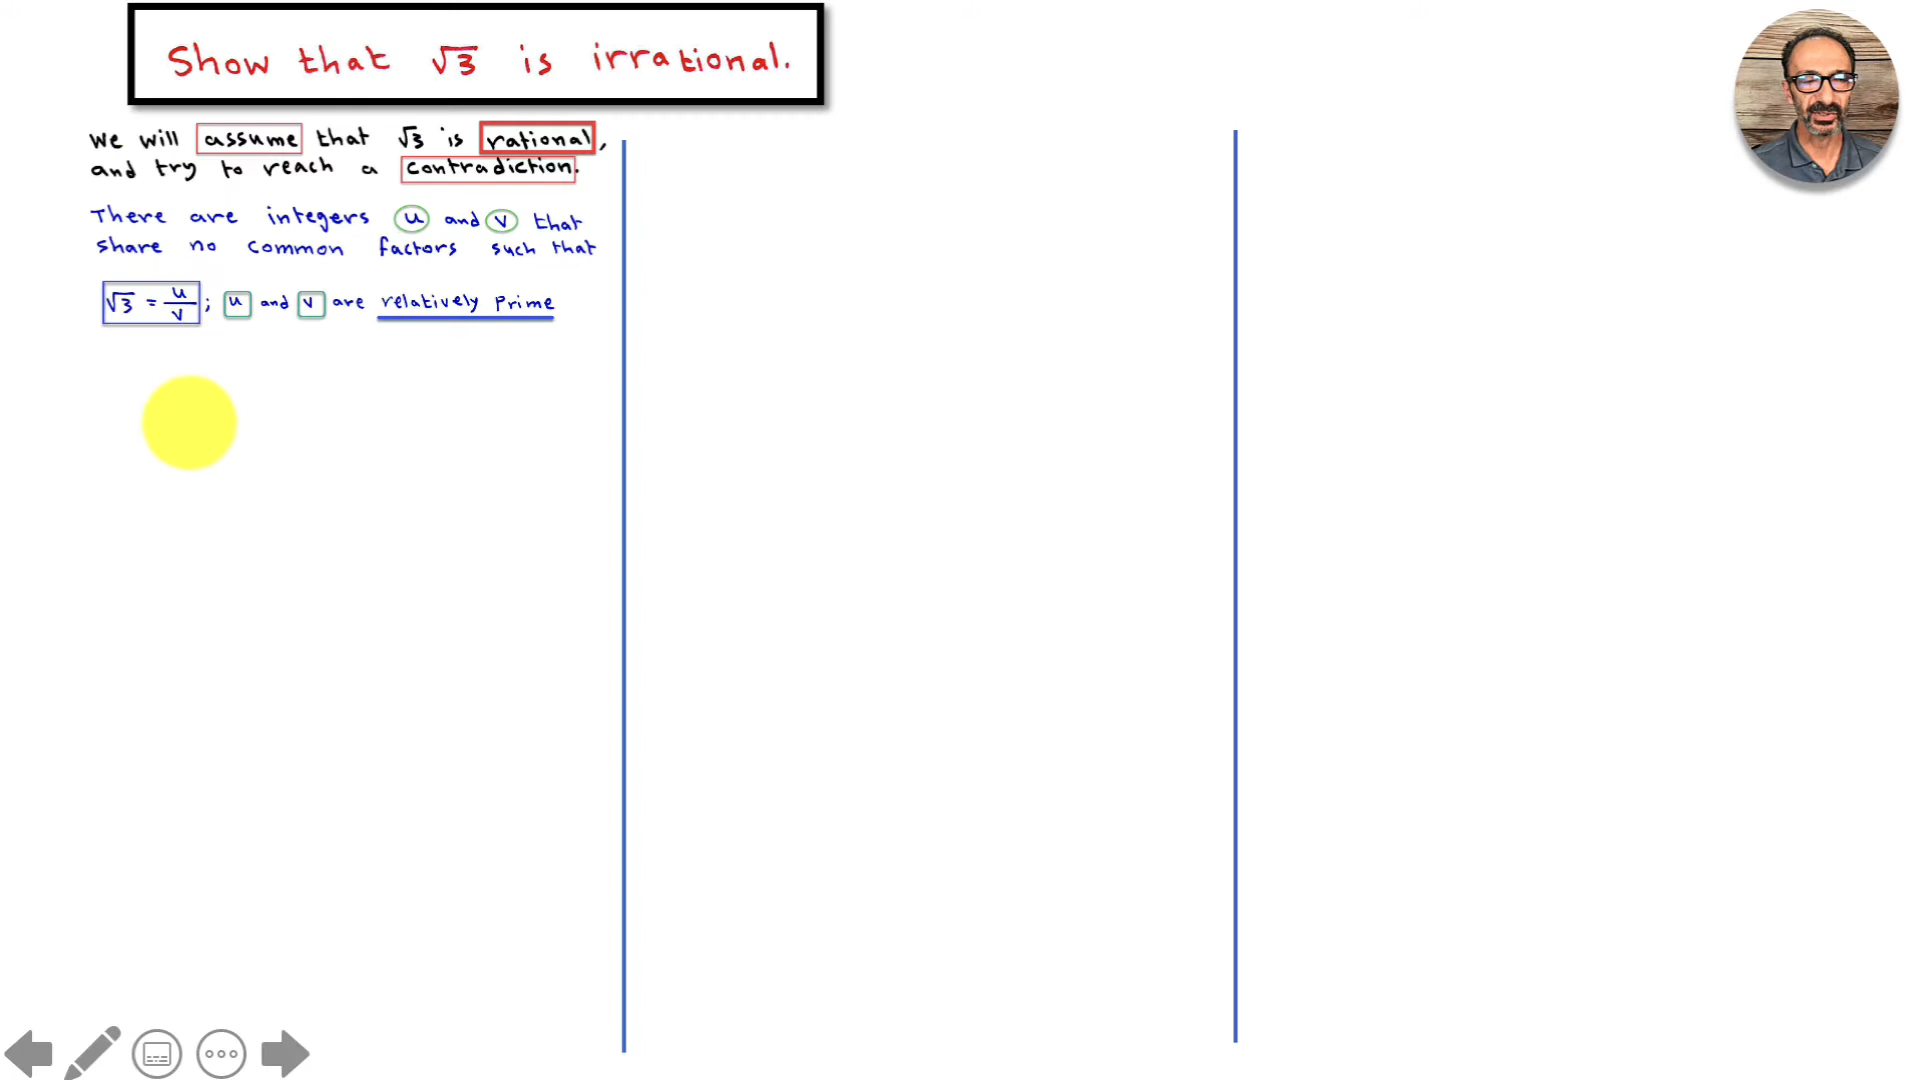 Show that √3 is irrational.
We will assume that √3 is rational,
and try to reach a contradiction.
There are integers u and v that
share no common factors such that
√3 = u/v ; u and v are relatively prime